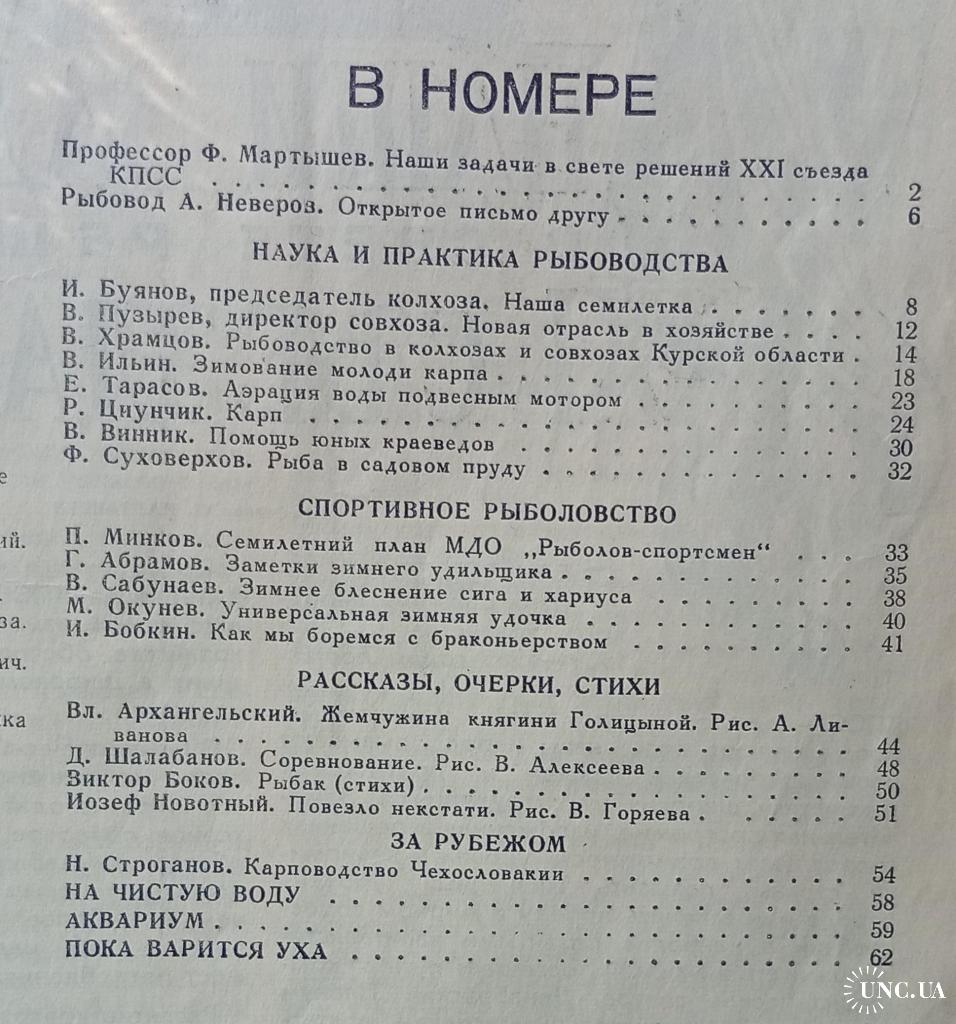 В НОМЕРЕ
Профессор Ф. Мартышев. Наши задачи в свете решений XXI съезда
КПСС . . . . . . . . . . . . . . . . . . 2
Рыбовод А. Невероз. Открытое письмо другу . . . . . . . . . . 6
НАУКА И ПРАКТИКА РЫБОВОДСТВА
И. Буянов, председатель колхоза. Наша семилетка . . . . . . . 8
В. Пузырев, директор совхоза. Новая отрасль в хозяйстве . . . . 12
В. Храмцов. Рыбоводство в колхозах и совхозах Курской области . 14
В. Ильин. Зимование молоди карпа . . . . . . . . . . . . . 18
Е. Тарасов. Аэрация воды подвесным мотором . . . . . . . . . 23
Р. Циунчик. Карп . . . . . . . . . . . . . . . . . . 24
В. Винник. Помощь юных краеведов . . . . . . . . . . . . 30
Ф. Суховерхов. Рыба в садовом пруду . . . . . . . . . . . . 32
СПОРТИВНОЕ РЫБОЛОВСТВО
П. Минков. Семилетний план МДО „Рыболов-спортсмен“ . . . 33
Г. Абрамов. Заметки зимнего удильщика . . . . . . . . . . . 35
В. Сабунаев. Зимнее блеснение сига и хариуса . . . . . . . . 38
М. Окунев. Универсальная зимняя удочка . . . . . . . . . . 40
И. Бобкин. Как мы боремся с браконьерством . . . . . . . . 41
РАССКАЗЫ, ОЧЕРКИ, СТИХИ
Вл. Архангельский. Жемчужина княгини Голицыной. Рис. А. Ли-
ванова . . . . . . . . . . . . . . . . . . . . 44
Д. Шалабанов. Соревнование. Рис. В. Алексеева . . . . . . . . 48
Виктор Боков. Рыбак (стихи) . . . . . . . . . . . . . . . 50
Иозеф Новотный. Повезло некстати. Рис. В. Горяева . . . . . . 51
ЗА РУБЕЖОМ
Н. Строганов. Карповодство Чехословакии . . . . . . . . . . 54
НА ЧИСТУЮ ВОДУ . . . . . . . . . . . . . . . . . 58
АКВАРИУМ . . . . . . . . . . . . . . . . . . . . 59
ПОКА ВАРИТСЯ УХА . . . . . . . . . . . . . . . . 62
UNC.UA